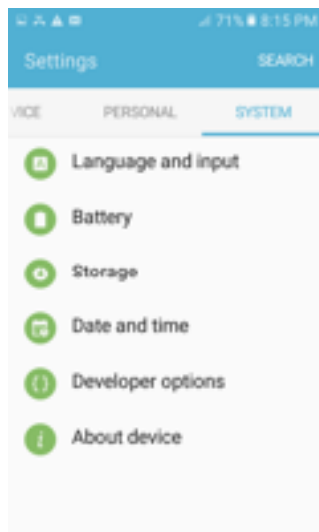 71% 8:15 PM
Settings SEARCH
VICE PERSONAL SYSTEM
Language and input
Battery
Storage
Date and time
Developer options
About device